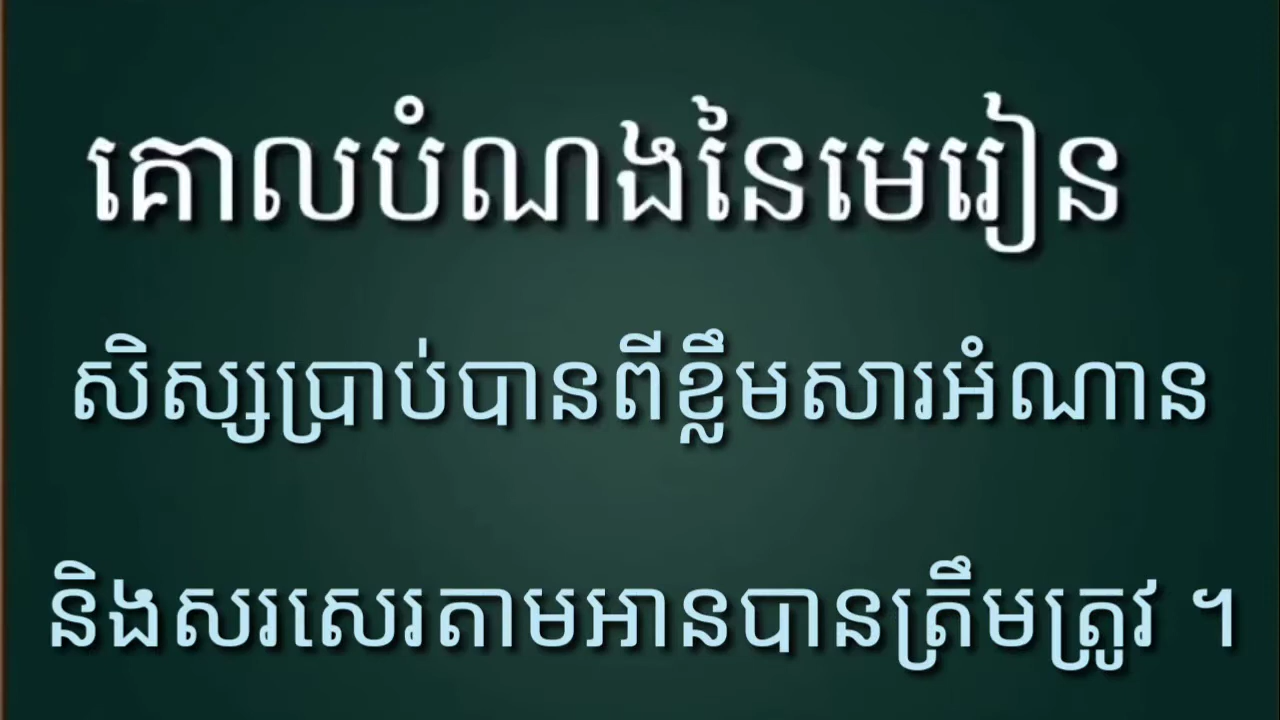 គោលបំណងនៃមេរៀន
សិស្សប្រាប់បានពីខ្លឹមសារអំណាន
និងសរសេរតាមអានបានត្រឹមត្រូវ ។